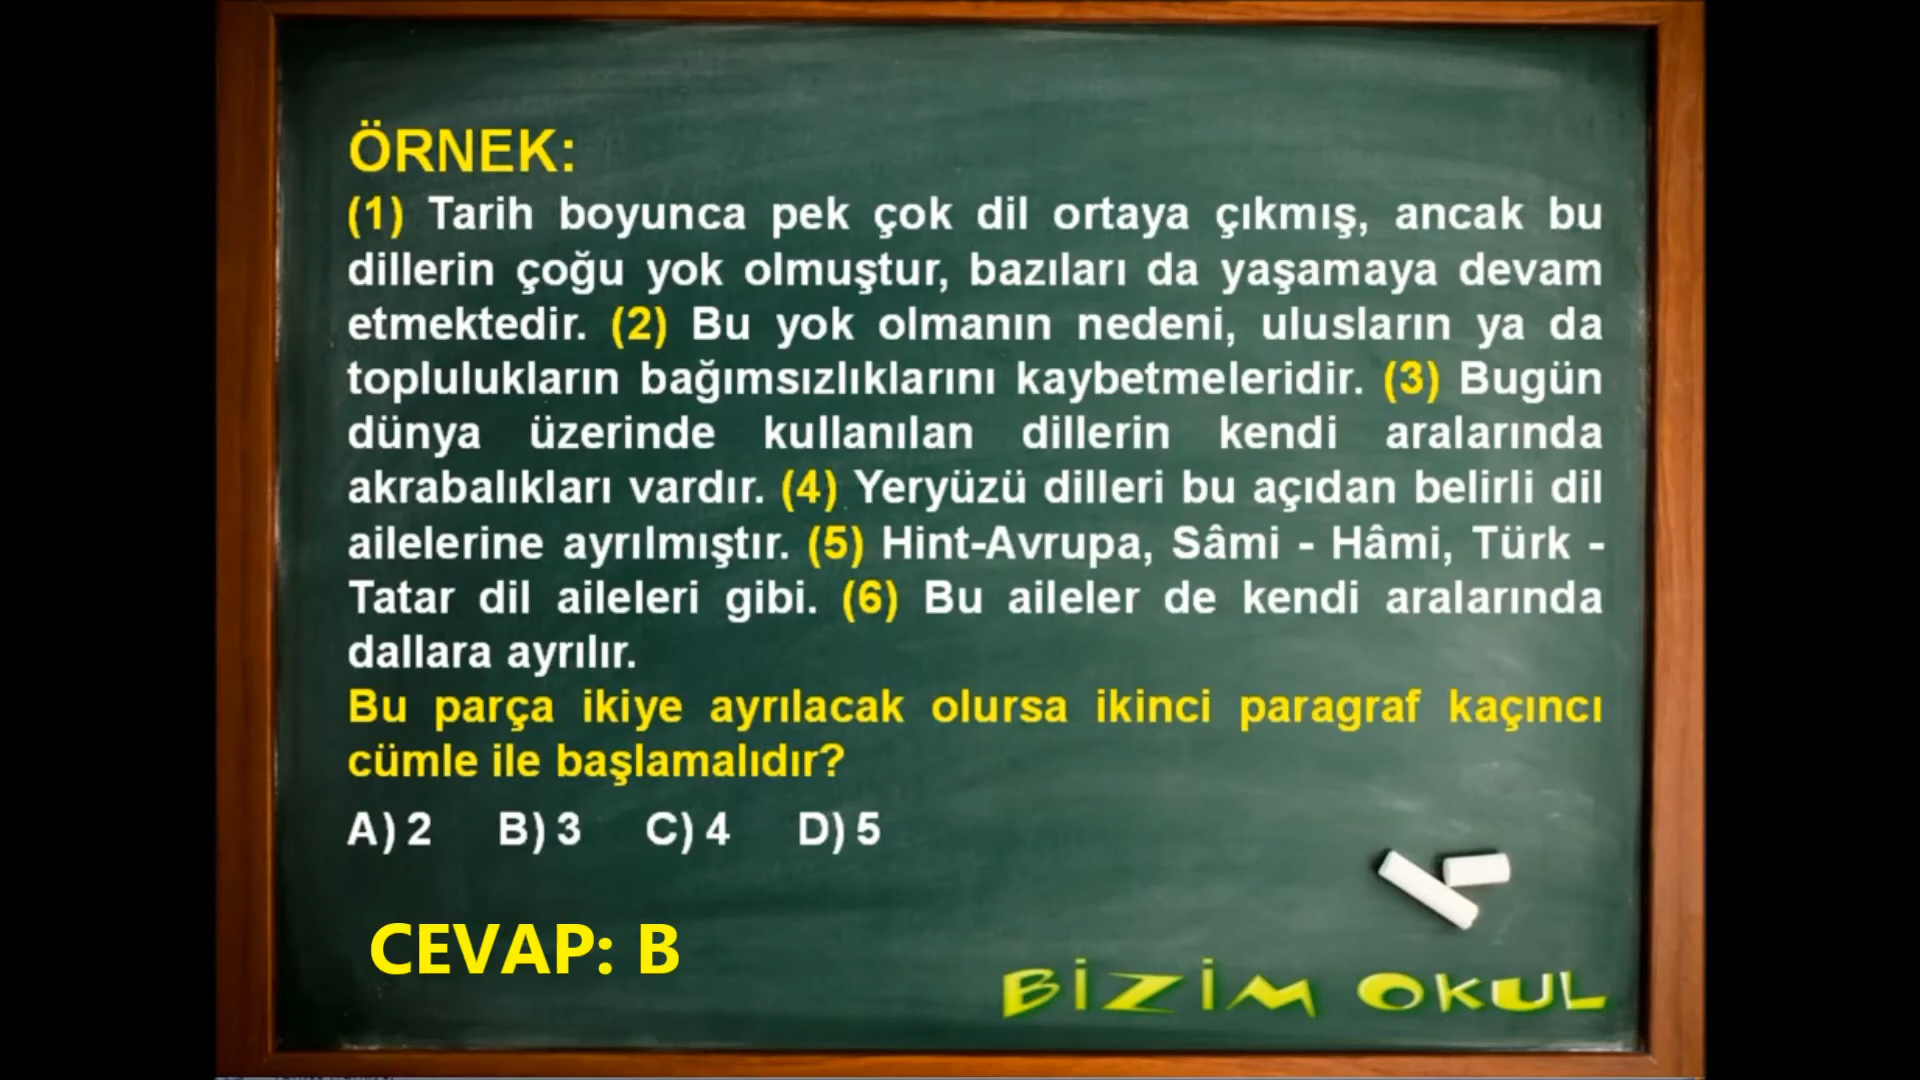 ÖRNEK:
(1) Tarih boyunca pek çok dil ortaya çıkmış, ancak bu
dillerin çoğu yok olmuştur, bazıları da yaşamaya devam
etmektedir. (2) Bu yok olmanın nedeni, ulusların ya da
toplulukların bağımsızlıklarını kaybetmeleridir. (3) Bugün
dünya üzerinde kullanılan dillerin kendi aralarında
akrabalıkları vardır. (4) Yeryüzü dilleri bu açıdan belirli dil
ailelerine ayrılmıştır. (5) Hint-Avrupa, Sâmi - Hâmi, Türk -
Tatar dil aileleri gibi. (6) Bu aileler de kendi aralarında
dallara ayrılır.
Bu parça ikiye ayrılacak olursa ikinci paragraf kaçıncı
cümle ile başlamalıdır?
A) 2 B) 3 C) 4 D) 5
CEVAP: B
BİZİM OKUL